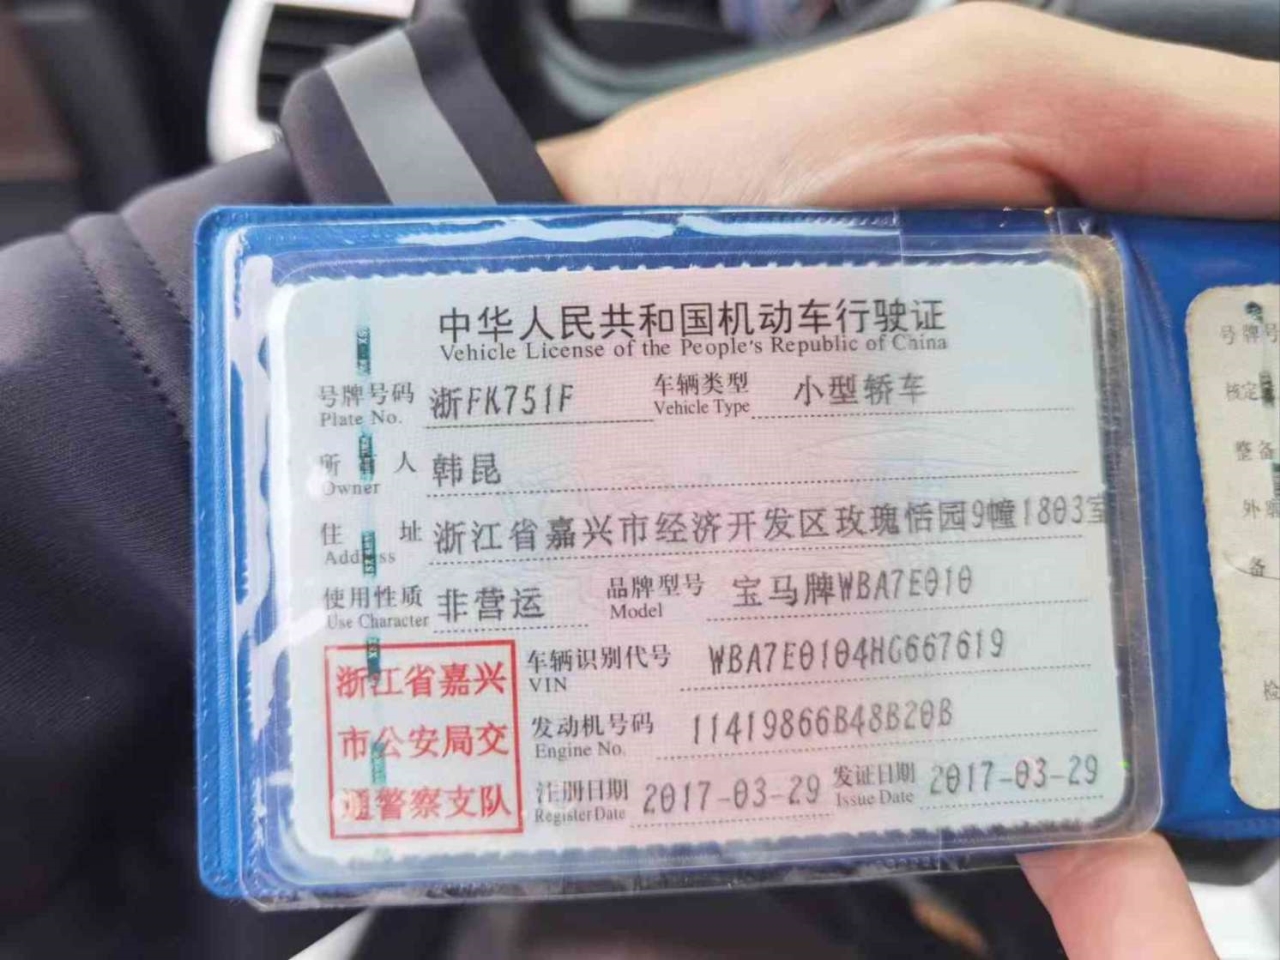 中华人民共和国机动车行驶证
Vehicle License of the People's Republic of China
号牌号码 浙FK751F 车辆类型 小型轿车
Plate No. Vehicle Type
所 人 韩昆
Owner
住 址 浙江省嘉兴市经济开发区玫瑰恬园9幢1803室
Address
使用性质 非营运 品牌型号 宝马牌WBA7E010
Use Character Model
浙江省嘉兴
市公安局交
通警察支队
车辆识别代号 WBA7E0104HG667619
VIN
发动机号码 11419866B48B20B
Engine No.
注册日期 2017-03-29 发证日期 2017-03-29
Register Date Issue Date
号牌号
核定
整备
外廓
备
检